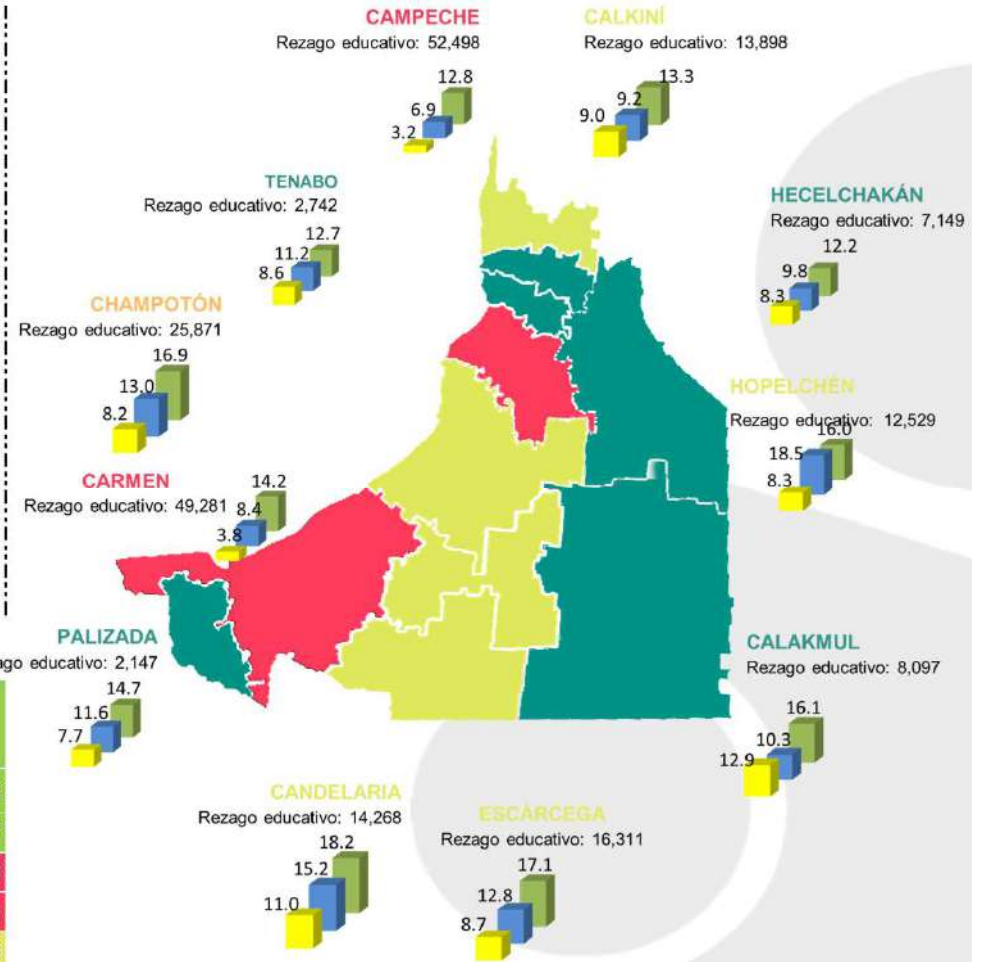 CAMPECHE
Rezago educativo: 52,498
12.8
6.9
3.2
CALKINÍ
Rezago educativo: 13,898
13.3
9.2
9.0
TENABO
Rezago educativo: 2,742
12.7
11.2
8.6
HECELCHAKÁN
Rezago educativo: 7,149
12.2
9.8
8.3
CHAMPOTÓN
Rezago educativo: 25,871
16.9
13.0
8.2
HOPELCHÉN
Rezago educativo: 12,529
16.0
18.5
8.3
CARMEN
Rezago educativo: 49,281
14.2
8.4
3.8
PALIZADA
ago educativo: 2,147
14.7
11.6
7.7
CALAKMUL
Rezago educativo: 8,097
16.1
10.3
12.9
CANDELARIA
Rezago educativo: 14,268
18.2
15.2
11.0
ESCÁRCEGA
Rezago educativo: 16,311
17.1
12.8
8.7